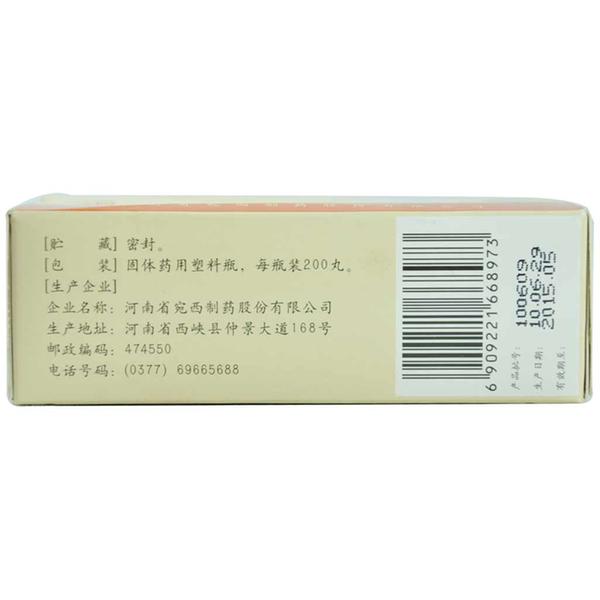 [贮 藏] 密封。
[包 装] 固体药用塑料瓶，每瓶装200丸。
[生产企业]
企业名称：河南省宛西制药股份有限公司
生产地址：河南省西峡县仲景大道168号
邮政编码：474550
电话号码：(0377) 69665688
6 909221 668973
产品批号： 100609
生产日期： 10.06.29
有效期至： 2015.05